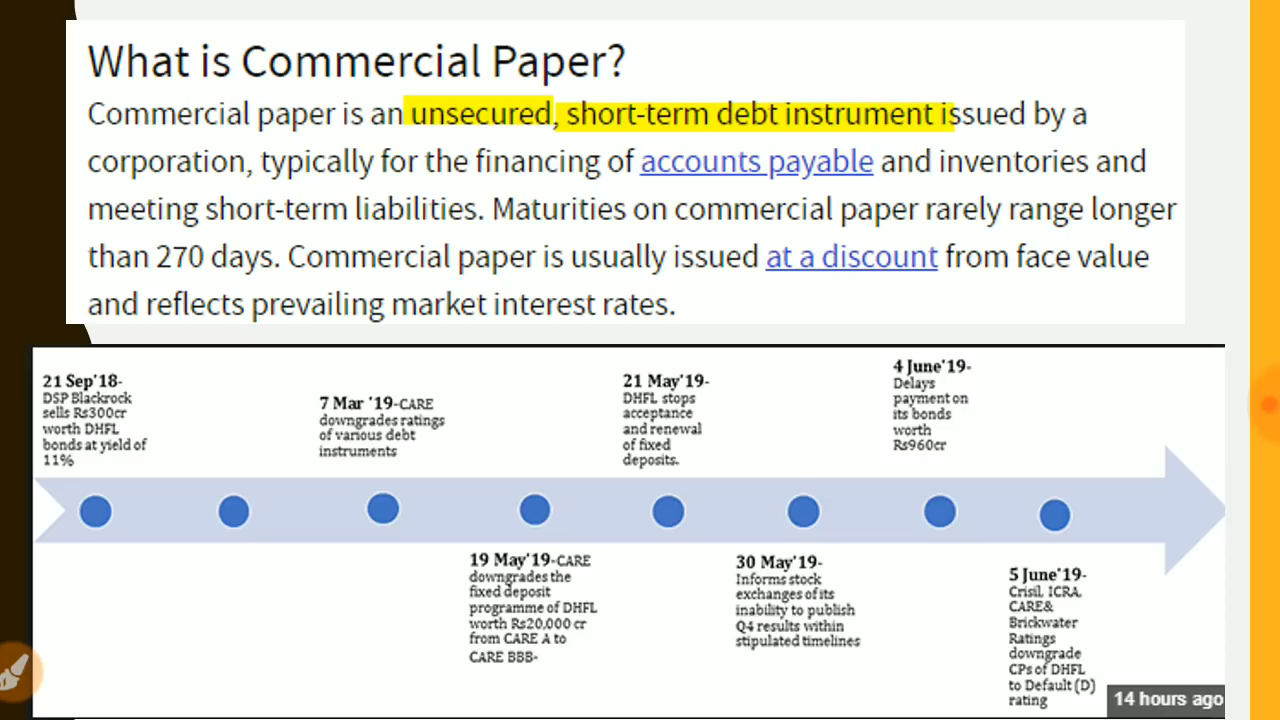 What is Commercial Paper?
Commercial paper is an unsecured, short-term debt instrument issued by a
corporation, typically for the financing of accounts payable and inventories and
meeting short-term liabilities. Maturities on commercial paper rarely range longer
than 270 days. Commercial paper is usually issued at a discount from face value
and reflects prevailing market interest rates.
21 Sep'18-
DSP Blackrock
sells Rs300cr
worth DHFL
bonds at yield of
11%
7 Mar '19-CARE
downgrades ratings
of various debt
instruments
19 May'19-CARE
downgrades the
fixed deposit
programme of DHFL
worth Rs20,000 cr
from CARE A to
CARE BBB-
21 May'19-
DHFL stops
acceptance
and renewal
of fixed
deposits.
30 May'19-
Informs stock
exchanges of its
inability to publish
Q4 results within
stipulated timelines
4 June'19-
Delays
payment on
its bonds
worth
Rs960cr
5 June'19-
Crisil, ICRA,
CARE&
Brickwater
Ratings
downgrade
CPs of DHFL
to Default (D)
rating
14 hours ago